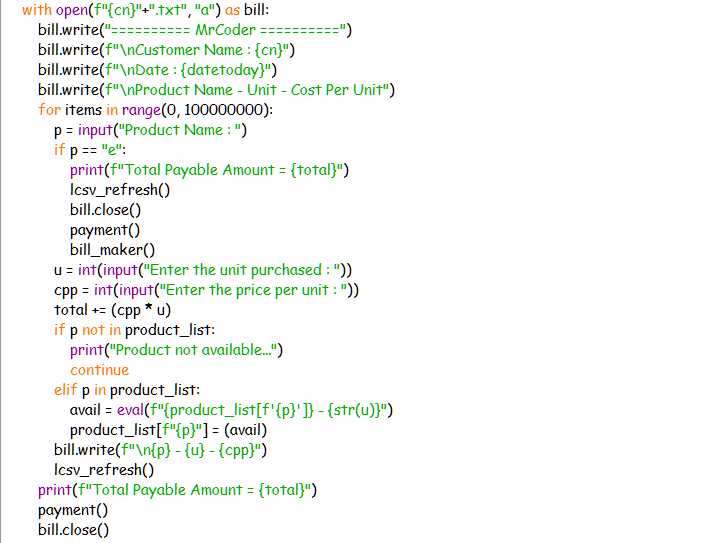 with open(f"{cn}"+".txt", "a") as bill:
    bill.write("========== MrCoder ==========")
    bill.write(f"\nCustomer Name : {cn}")
    bill.write(f"\nDate : {datetoday}")
    bill.write(f"\nProduct Name - Unit - Cost Per Unit")
    for items in range(0, 100000000):
        p = input("Product Name : ")
        if p == "e":
            print(f"Total Payable Amount = {total}")
            lcsv_refresh()
            bill.close()
            payment()
            bill_maker()
        u = int(input("Enter the unit purchased : "))
        cpp = int(input("Enter the price per unit : "))
        total += (cpp * u)
        if p not in product_list:
            print("Product not available...")
            continue
        elif p in product_list:
            avail = eval(f"{product_list[f'{p}']} - {str(u)}")
            product_list[f"{p}"] = (avail)
        bill.write(f"\n{p} - {u} - {cpp}")
        lcsv_refresh()
    print(f"Total Payable Amount = {total}")
    payment()
    bill.close()